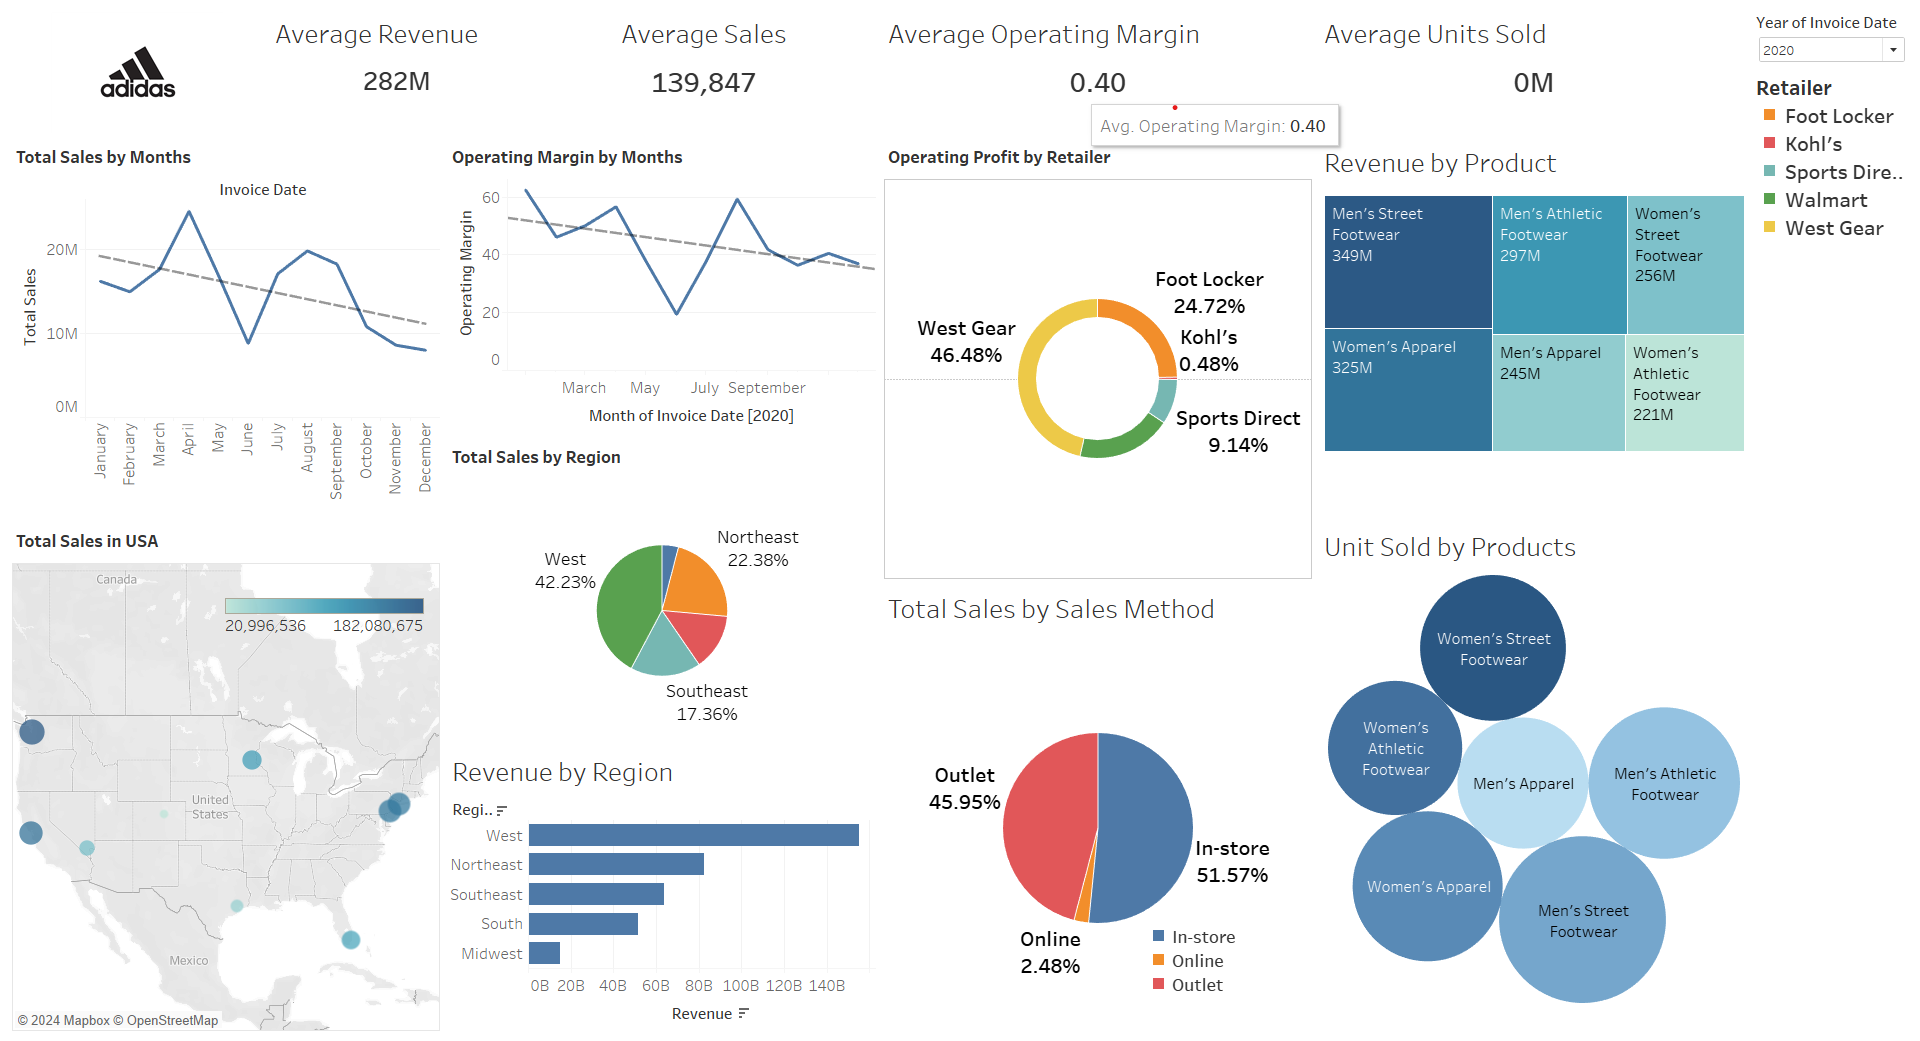 adidas
Average Revenue
282M
Average Sales
139,847
Average Operating Margin
0.40
Avg. Operating Margin: 0.40
Average Units Sold
0M
Year of Invoice Date
2020
Retailer
Foot Locker
Kohl's
Sports Dire..
Walmart
West Gear
Total Sales by Months
Invoice Date
Total Sales
20M
10M
0M
January
February
March
April
May
June
July
August
September
October
November
December
Operating Margin by Months
Operating Margin
60
40
20
0
March
May
July
September
Month of Invoice Date [2020]
Operating Profit by Retailer
Foot Locker
24.72%
Kohl's
0.48%
West Gear
46.48%
Sports Direct
9.14%
Revenue by Product
Men's Street
Footwear
349M
Men's Athletic
Footwear
297M
Women's
Street
Footwear
256M
Women's Apparel
325M
Men's Apparel
245M
Women's
Athletic
Footwear
221M
Total Sales by Region
Northeast
22.38%
West
42.23%
Southeast
17.36%
Total Sales in USA
Canada
20,996,536
182,080,675
United
States
Mexico
© 2024 Mapbox © OpenStreetMap
Revenue by Region
Regi..
West
Northeast
Southeast
South
Midwest
0B
20B
40B
60B
80B
100B
120B
140B
Revenue
Total Sales by Sales Method
Outlet
45.95%
In-store
51.57%
Online
2.48%
In-store
Online
Outlet
Unit Sold by Products
Women's Street
Footwear
Women's
Athletic
Footwear
Men's Apparel
Men's Athletic
Footwear
Women's Apparel
Men's Street
Footwear